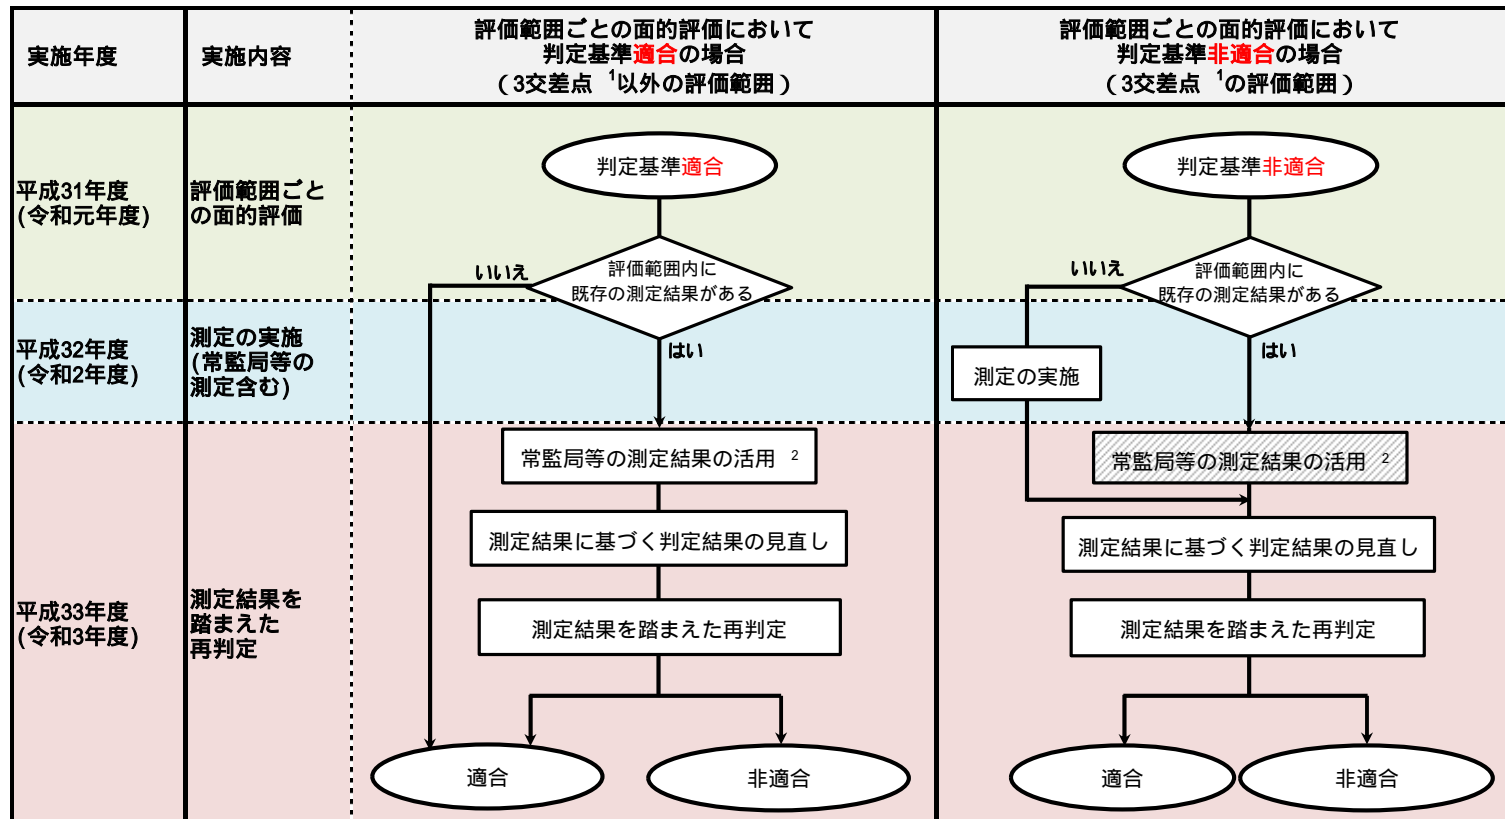 実施年度
実施内容
評価範囲ごとの面的評価において
判定基準適合の場合
(3交差点 1以外の評価範囲)
評価範囲ごとの面的評価において
判定基準非適合の場合
(3交差点 1の評価範囲)
平成31年度
(令和元年度)
評価範囲ごと
の面的評価
判定基準適合
いいえ
評価範囲内に
既存の測定結果がある
はい
判定基準非適合
いいえ
評価範囲内に
既存の測定結果がある
はい
平成32年度
(令和2年度)
測定の実施
(常監局等の
測定含む)
測定の実施
平成33年度
(令和3年度)
測定結果を
踏まえた
再判定
常監局等の測定結果の活用 2
測定結果に基づく判定結果の見直し
測定結果を踏まえた再判定
適合
非適合
常監局等の測定結果の活用 2
測定結果に基づく判定結果の見直し
測定結果を踏まえた再判定
適合
非適合